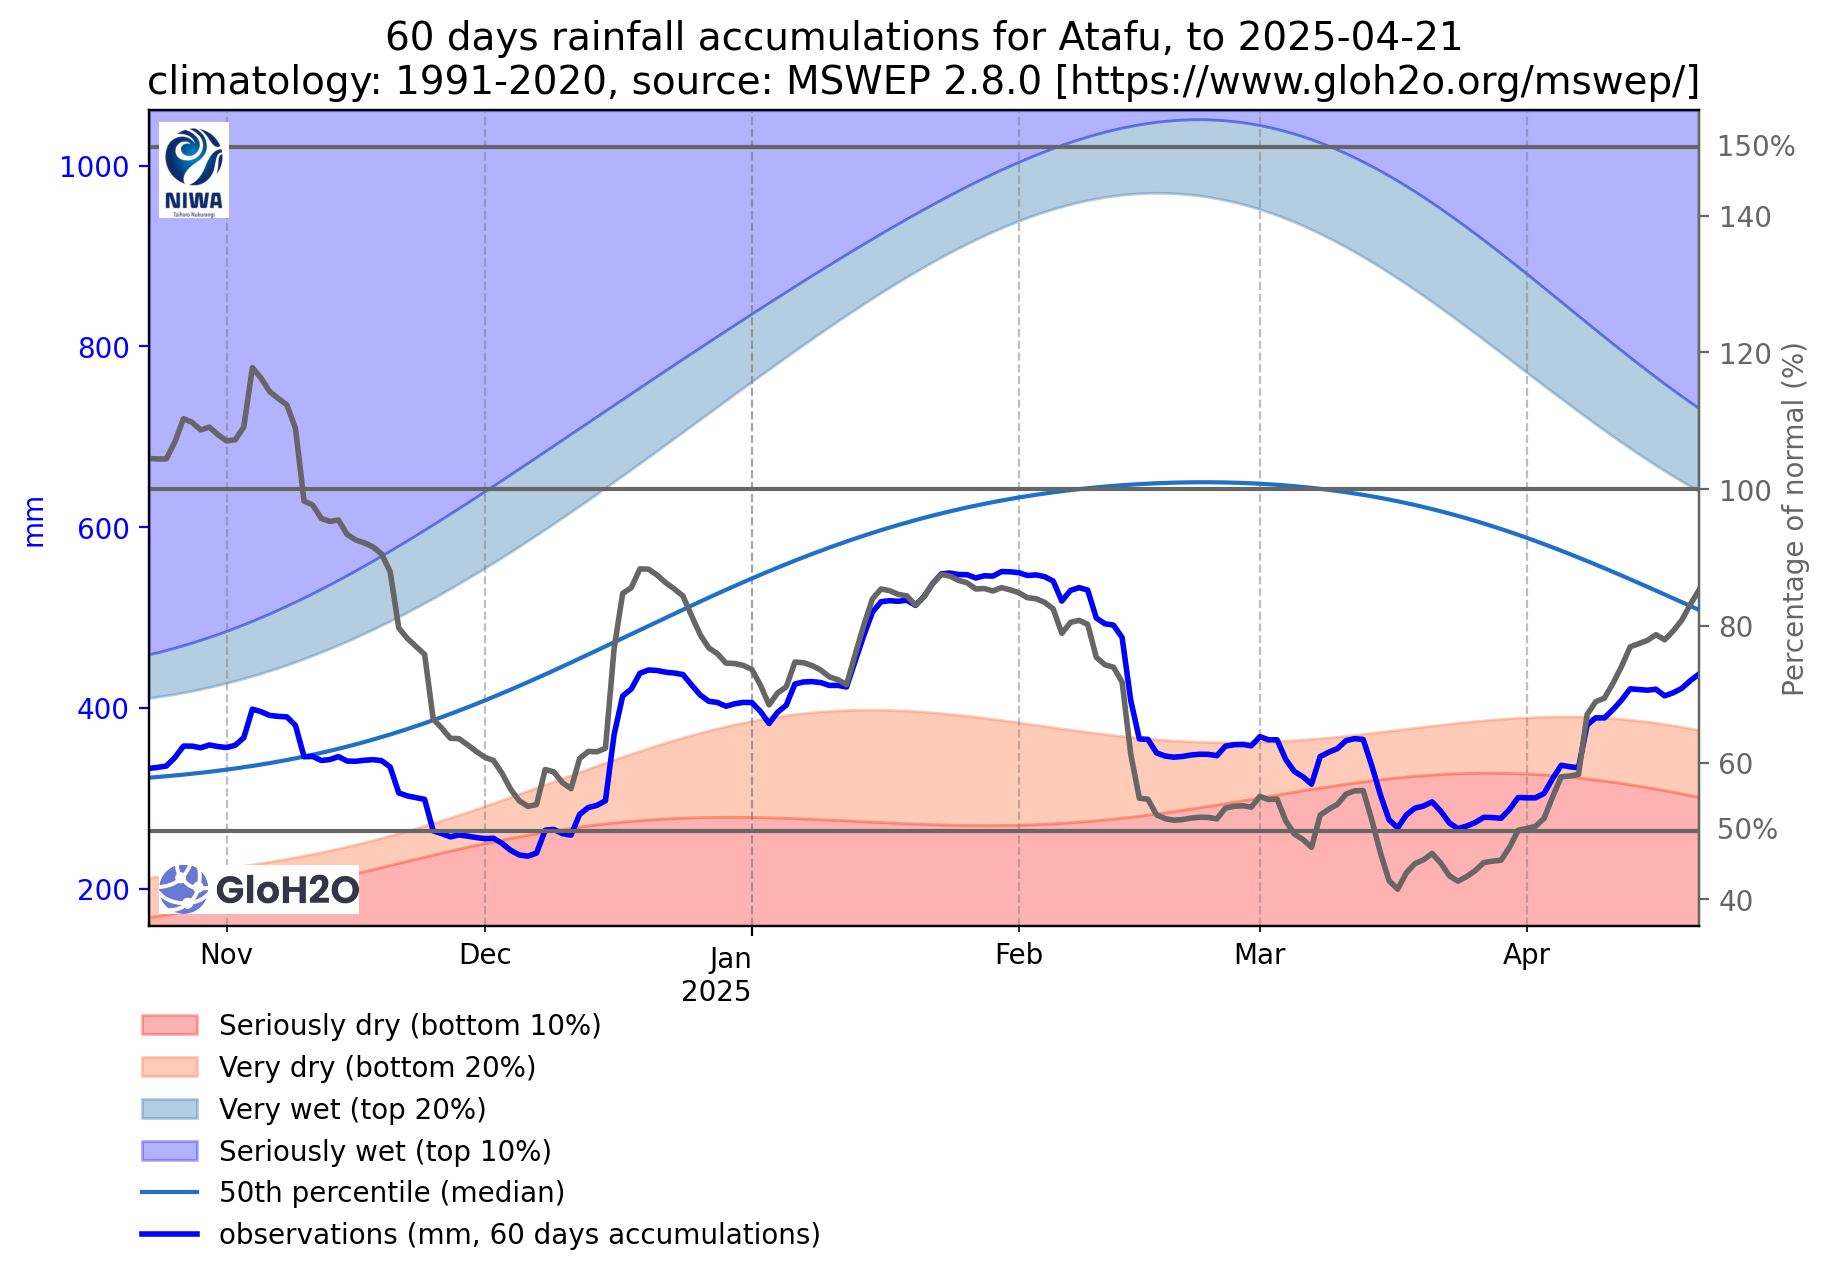 60 days rainfall accumulations for Atafu, to 2025-04-21
climatology: 1991-2020, source: MSWEP 2.8.0 [https://www.gloh2o.org/mswep/]
NIWA
Taihoro Nukurangi
1000
800
600
400
200
mm
150%
140
120
100
80
60
50%
40
Percentage of normal (%)
GloH2O
Nov
Dec
Jan
2025
Feb
Mar
Apr
Seriously dry (bottom 10%)
Very dry (bottom 20%)
Very wet (top 20%)
Seriously wet (top 10%)
50th percentile (median)
observations (mm, 60 days accumulations)